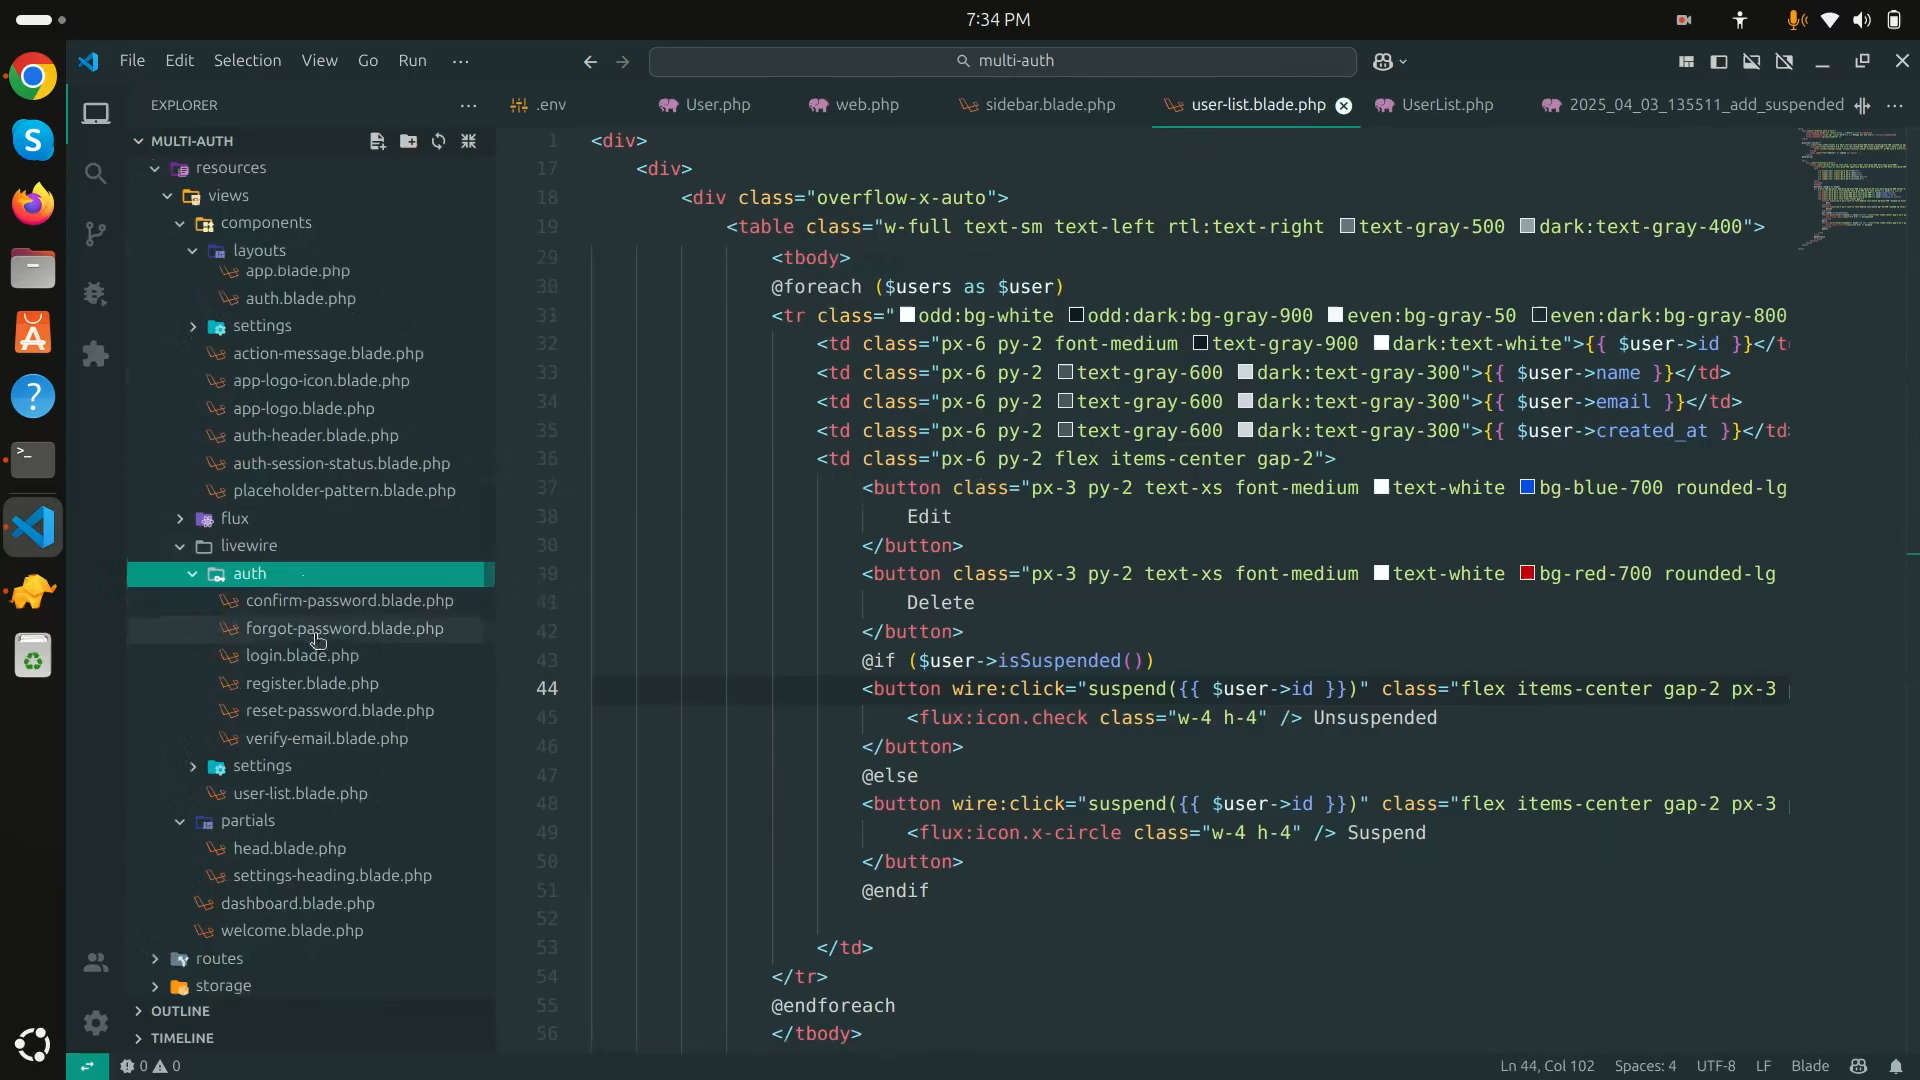 7:34 PM
File Edit Selection View Go Run ...
multi-auth
EXPLORER
.env User.php web.php sidebar.blade.php user-list.blade.php UserList.php 2025_04_03_135511_add_suspended
MULTI-AUTH
resources
views
components
layouts
app.blade.php
auth.blade.php
settings
action-message.blade.php
app-logo-icon.blade.php
app-logo.blade.php
auth-header.blade.php
auth-session-status.blade.php
placeholder-pattern.blade.php
flux
livewire
auth
confirm-password.blade.php
forgot-password.blade.php
login.blade.php
register.blade.php
reset-password.blade.php
verify-email.blade.php
settings
user-list.blade.php
partials
head.blade.php
settings-heading.blade.php
dashboard.blade.php
welcome.blade.php
routes
storage
OUTLINE
TIMELINE
1 <div>
17 <div>
18 <div class="overflow-x-auto">
19 <table class="w-full text-sm text-left rtl:text-right text-gray-500 dark:text-gray-400">
29 <tbody>
30 @foreach ($users as $user)
31 <tr class="odd:bg-white odd:dark:bg-gray-900 even:bg-gray-50 even:dark:bg-gray-800
32 <td class="px-6 py-2 font-medium text-gray-900 dark:text-white">{{ $user->id }}</t
33 <td class="px-6 py-2 text-gray-600 dark:text-gray-300">{{ $user->name }}</td>
34 <td class="px-6 py-2 text-gray-600 dark:text-gray-300">{{ $user->email }}</td>
35 <td class="px-6 py-2 text-gray-600 dark:text-gray-300">{{ $user->created_at }}</td
36 <td class="px-6 py-2 flex items-center gap-2">
37 <button class="px-3 py-2 text-xs font-medium text-white bg-blue-700 rounded-lg
38 Edit
</button>
<button class="px-3 py-2 text-xs font-medium text-white bg-red-700 rounded-lg
41 Delete
42 </button>
43 @if ($user->isSuspended())
44 <button wire:click="suspend({{ $user->id }})" class="flex items-center gap-2 px-3
45 <flux:icon.check class="w-4 h-4" /> Unsuspended
46 </button>
47 @else
48 <button wire:click="suspend({{ $user->id }})" class="flex items-center gap-2 px-3
49 <flux:icon.x-circle class="w-4 h-4" /> Suspend
50 </button>
51 @endif
52
53 </td>
54 </tr>
55 @endforeach
56 </tbody>
0 0 Ln 44, Col 102 Spaces: 4 UTF-8 LF Blade